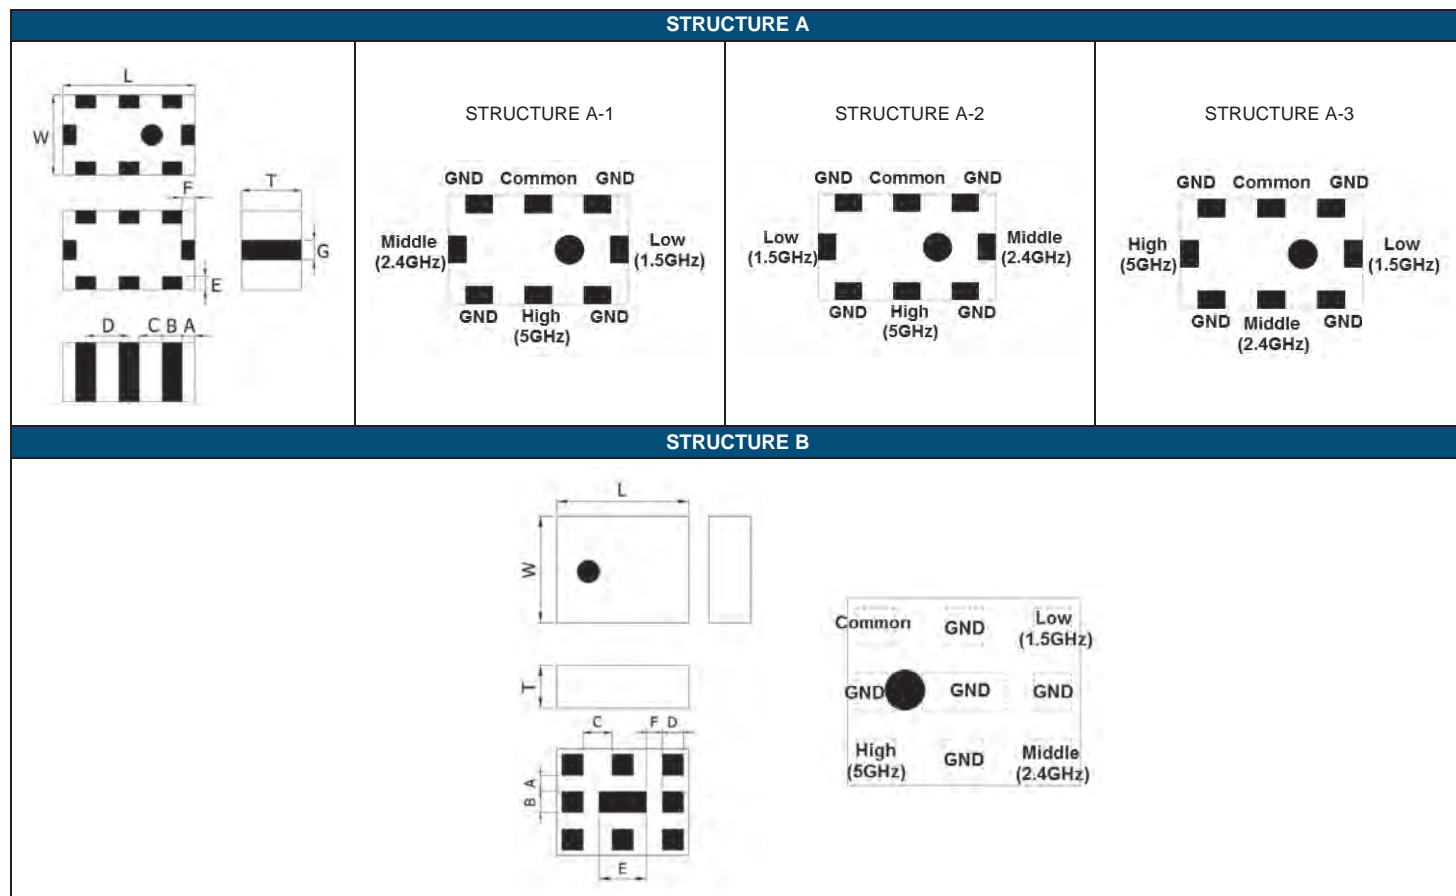 STRUCTURE A
L
W
F
T
G
E
D C B A
STRUCTURE A-1
GND Common GND
Middle
(2.4GHz)
Low
(1.5GHz)
GND High GND
(5GHz)
STRUCTURE A-2
GND Common GND
Low
(1.5GHz)
Middle
(2.4GHz)
GND High GND
(5GHz)
STRUCTURE A-3
GND Common GND
High
(5GHz)
Low
(1.5GHz)
GND Middle GND
(2.4GHz)
STRUCTURE B
L
W
T
C F D
A
B
E
Common GND Low
(1.5GHz)
GND GND GND
High GND Middle
(5GHz) (2.4GHz)